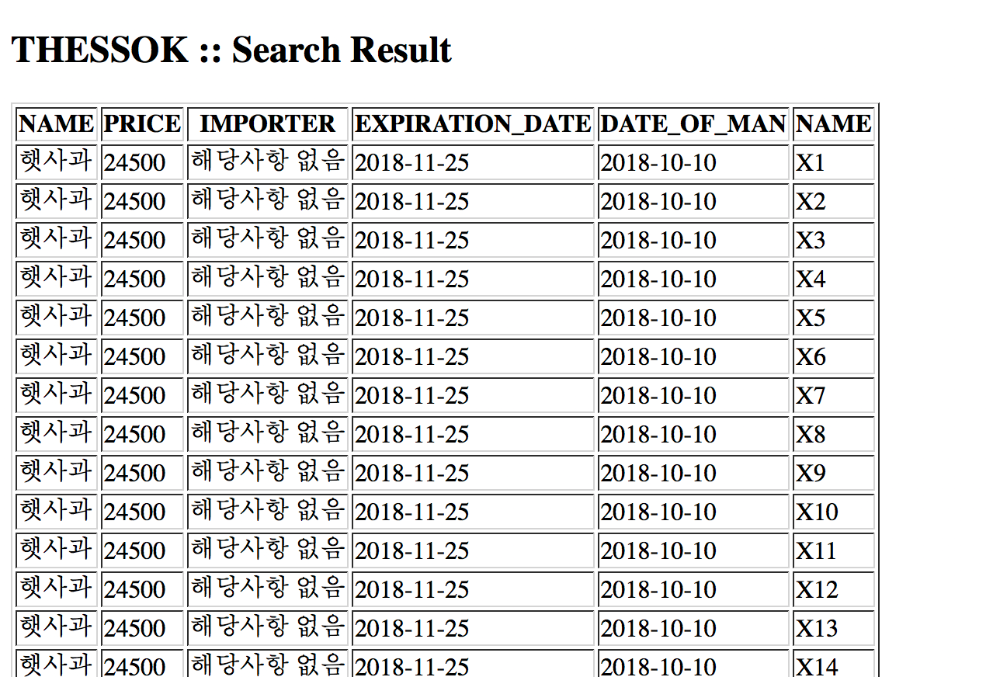 THESSOK :: Search Result
NAME PRICE IMPORTER EXPIRATION_DATE DATE_OF_MAN NAME
햇사과 24500 해당사항 없음 2018-11-25 2018-10-10 X1
햇사과 24500 해당사항 없음 2018-11-25 2018-10-10 X2
햇사과 24500 해당사항 없음 2018-11-25 2018-10-10 X3
햇사과 24500 해당사항 없음 2018-11-25 2018-10-10 X4
햇사과 24500 해당사항 없음 2018-11-25 2018-10-10 X5
햇사과 24500 해당사항 없음 2018-11-25 2018-10-10 X6
햇사과 24500 해당사항 없음 2018-11-25 2018-10-10 X7
햇사과 24500 해당사항 없음 2018-11-25 2018-10-10 X8
햇사과 24500 해당사항 없음 2018-11-25 2018-10-10 X9
햇사과 24500 해당사항 없음 2018-11-25 2018-10-10 X10
햇사과 24500 해당사항 없음 2018-11-25 2018-10-10 X11
햇사과 24500 해당사항 없음 2018-11-25 2018-10-10 X12
햇사과 24500 해당사항 없음 2018-11-25 2018-10-10 X13
햇사과 24500 해당사항 없음 2018-11-25 2018-10-10 X14